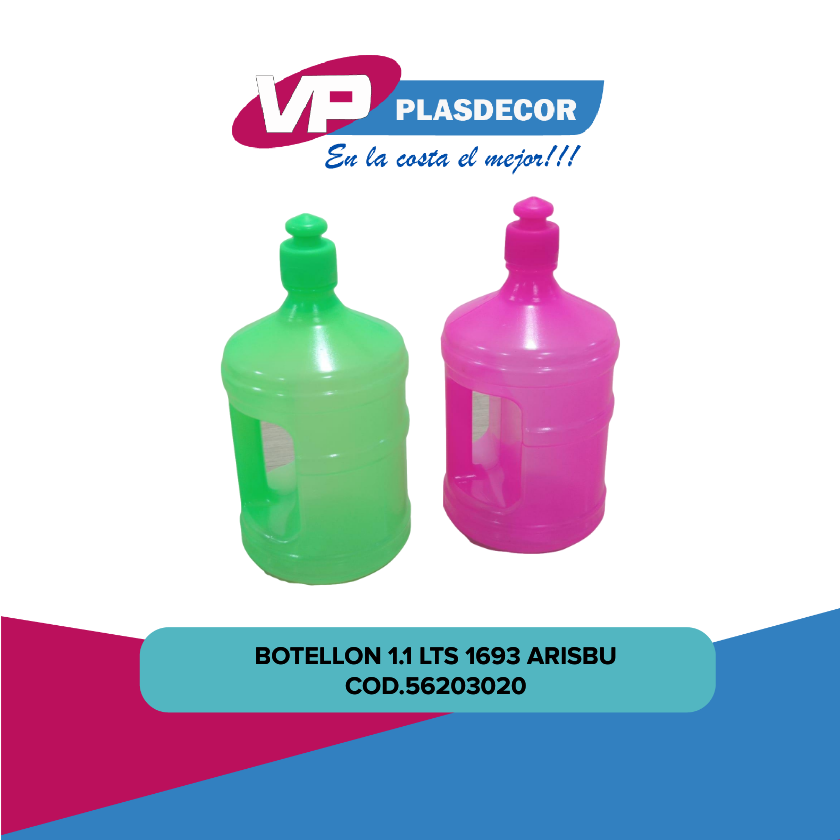 VP PLASDECOR
En la costa el mejor!!!
BOTELLON 1.1 LTS 1693 ARISBU
COD.56203020